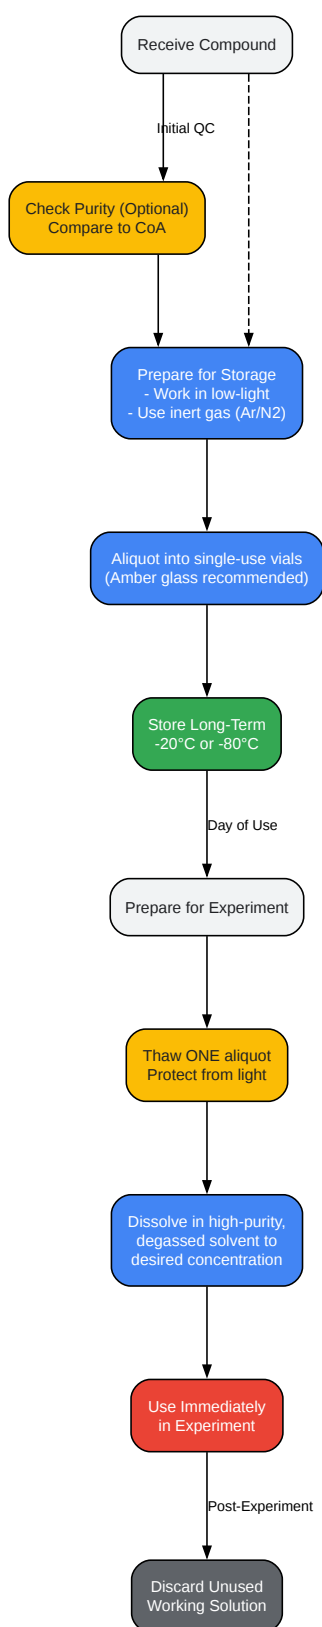 Receive Compound
Initial QC
Check Purity (Optional)
Compare to CoA
Prepare for Storage
- Work in low-light
- Use inert gas (Ar/N2)
Aliquot into single-use vials
(Amber glass recommended)
Store Long-Term
-20°C or -80°C
Day of Use
Prepare for Experiment
Thaw ONE aliquot
Protect from light
Dissolve in high-purity,
degassed solvent to
desired concentration
Use Immediately
in Experiment
Post-Experiment
Discard Unused
Working Solution